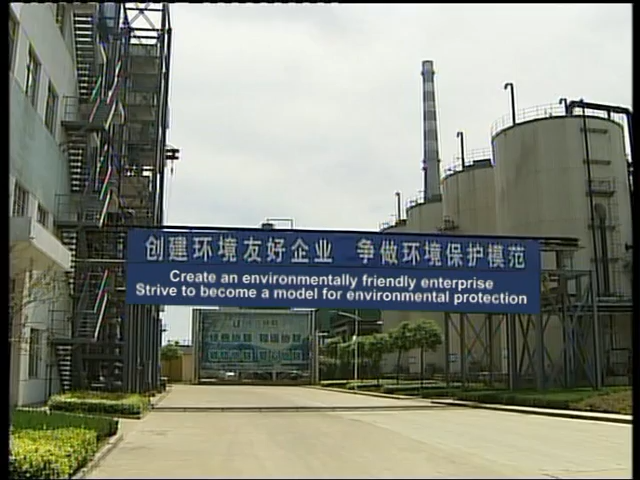 创建环境友好企业 争做环境保护模范
Create an environmentally friendly enterprise
Strive to become a model for environmental protection